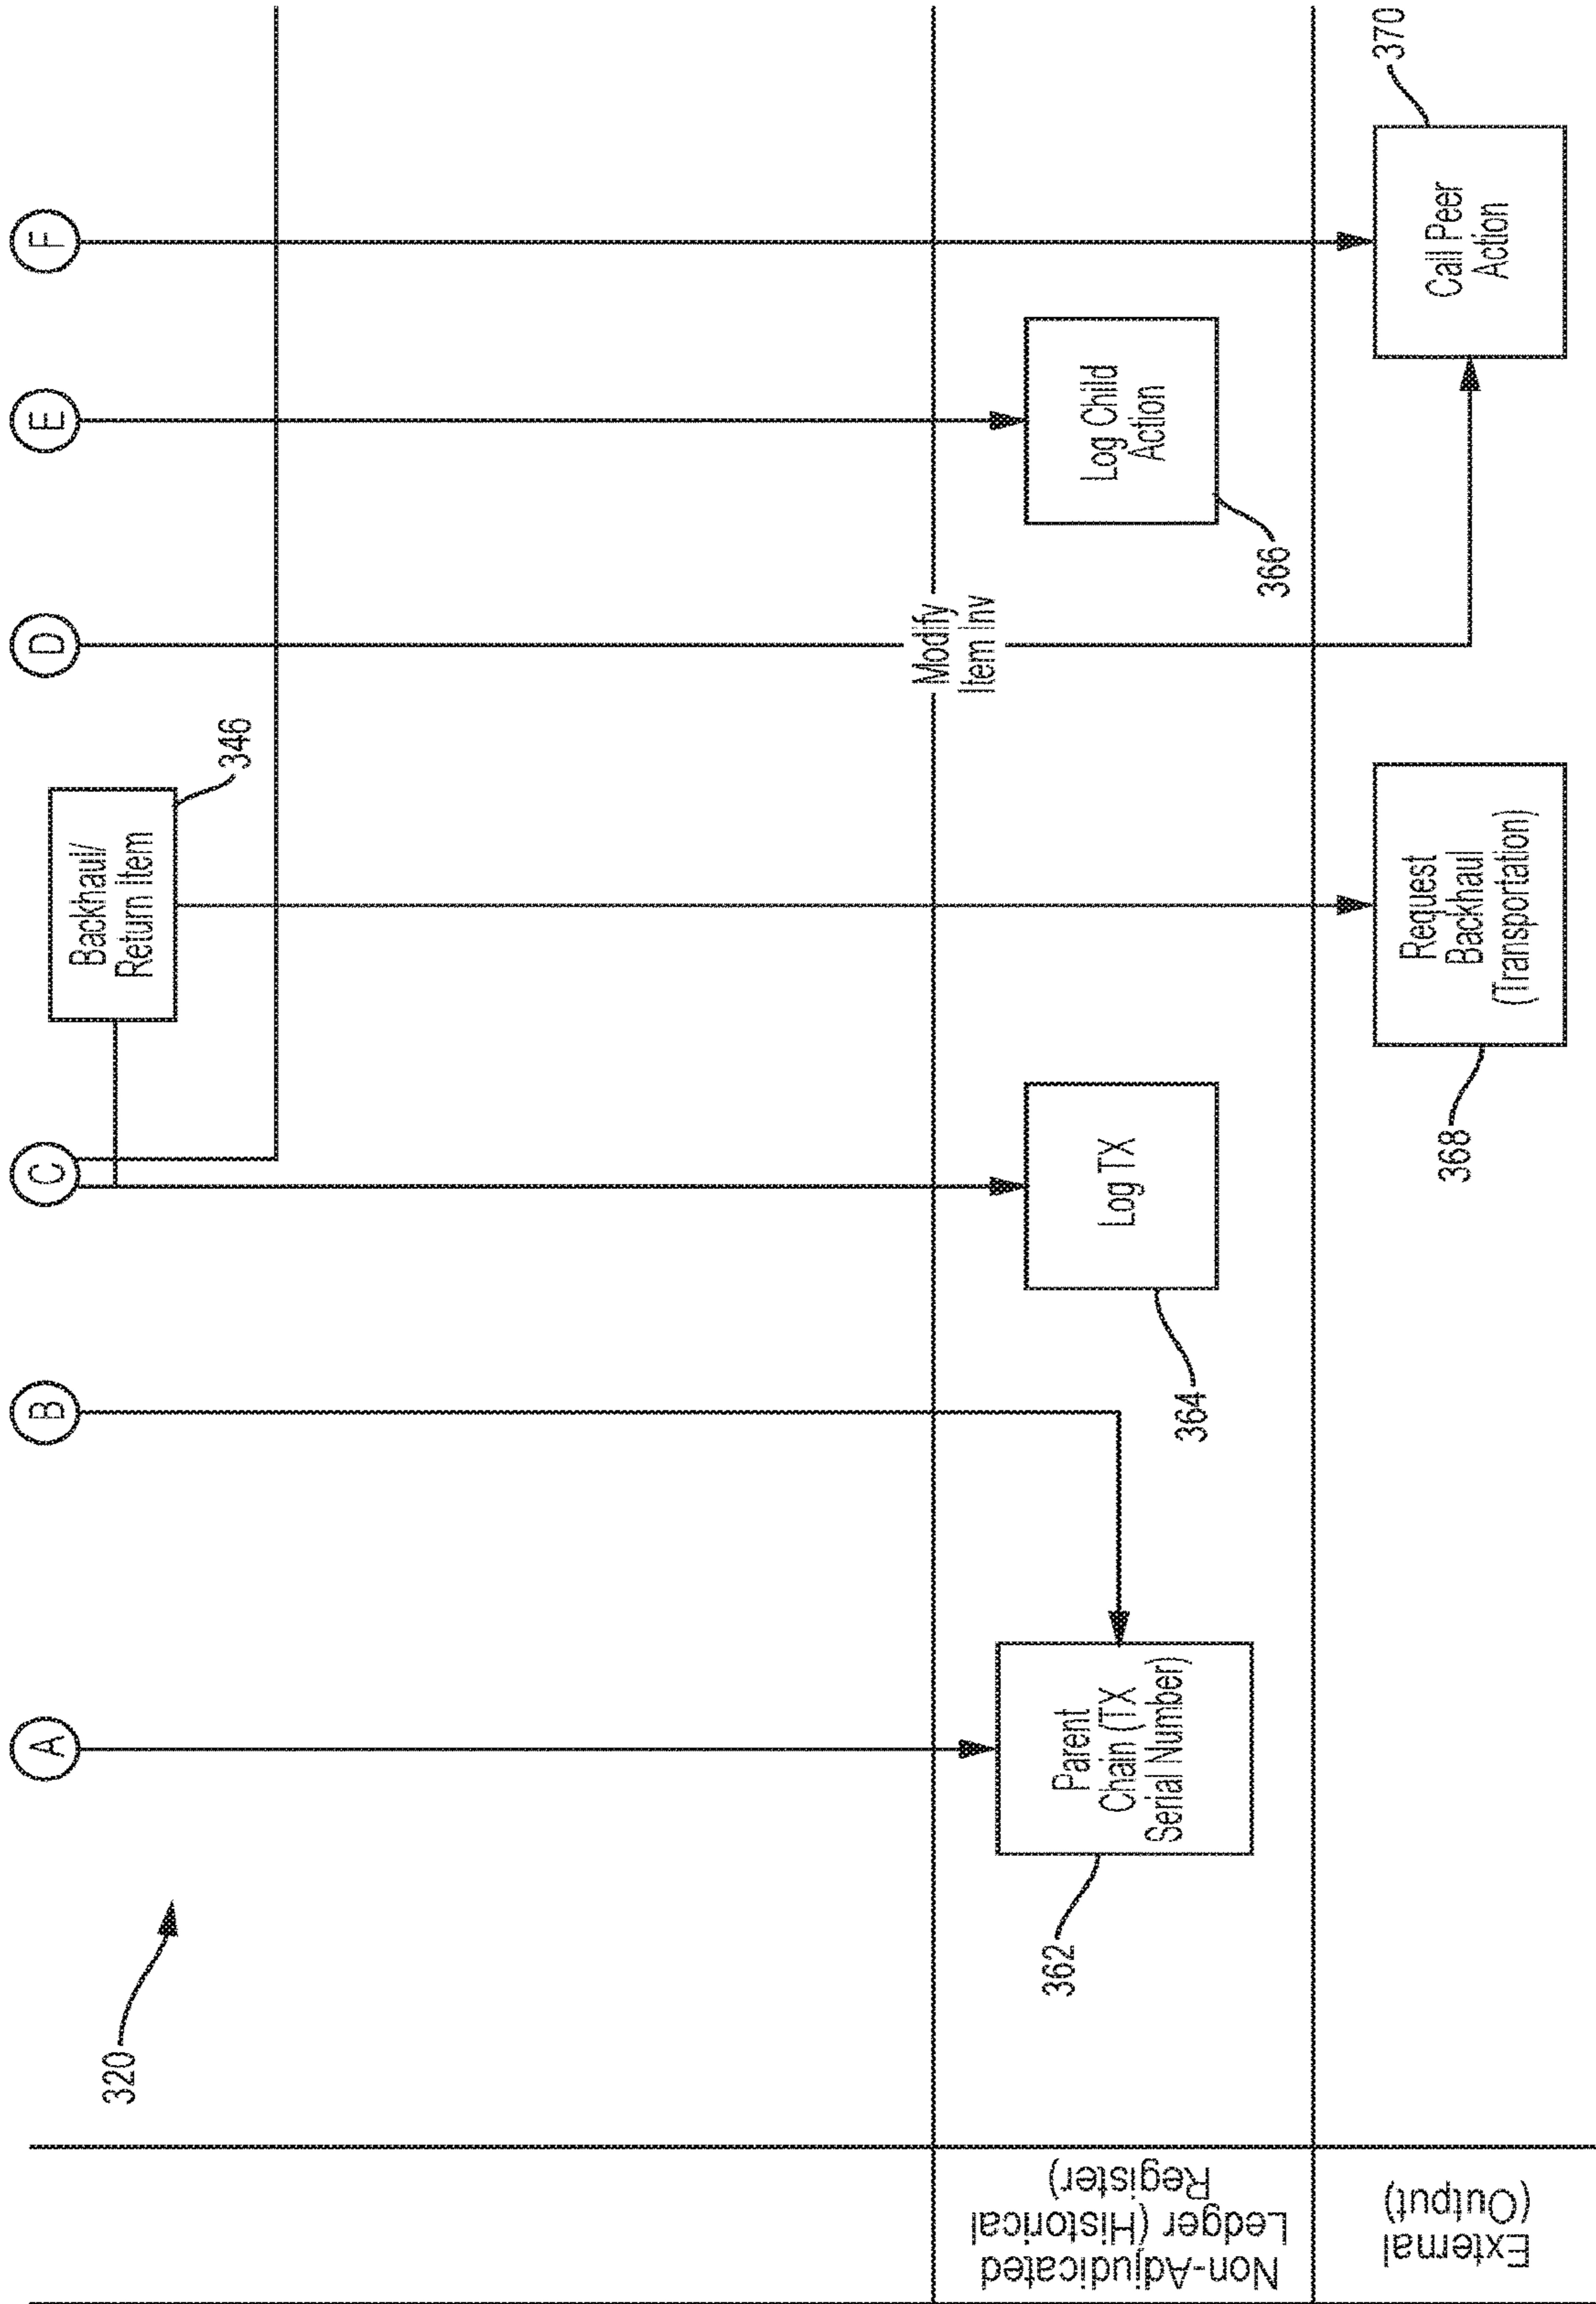 320
A
B
C
D
E
F
Backhaul/
Return Item
346
Modify
Item Inv
Non-Adjudicated
Ledger (Historical
Register)
Parent
Chain (TX
Serial Number)
362
Log TX
364
Log Child
Action
366
External
(Output)
Request
Backhaul
(Transportation)
368
Call Peer
Action
370